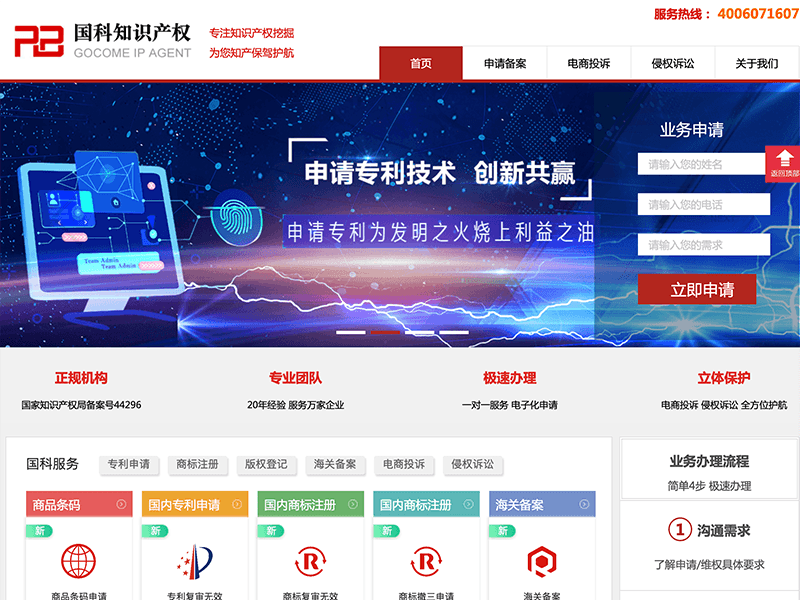 服务热线： 4006071607
国科知识产权
GOCOME IP AGENT
专注知识产权挖掘
为您知产保驾护航
首页 申请备案 电商投诉 侵权诉讼 关于我们
申请专利技术 创新共赢
申请专利为发明之火烧上利益之油
Team Admin
Team Admin
业务申请
请输入您的姓名
请输入您的电话
请输入您的需求
立即申请
返回顶部
正规机构 专业团队 极速办理 立体保护
国家知识产权局备案号44296 20年经验 服务万家企业 一对一服务 电子化申请 电商投诉 侵权诉讼 全方位护航
国科服务 专利申请 商标注册 版权登记 海关备案 电商投诉 侵权诉讼
商品条码 国内专利申请 国内商标注册 国内商标注册 海关备案
新 新 新 新 新
R R
商品条码申请 专利复审无效 商标复审无效 商标撤三申请 海关备案
业务办理流程
简单4步 极速办理
1 沟通需求
了解申请/维权具体要求